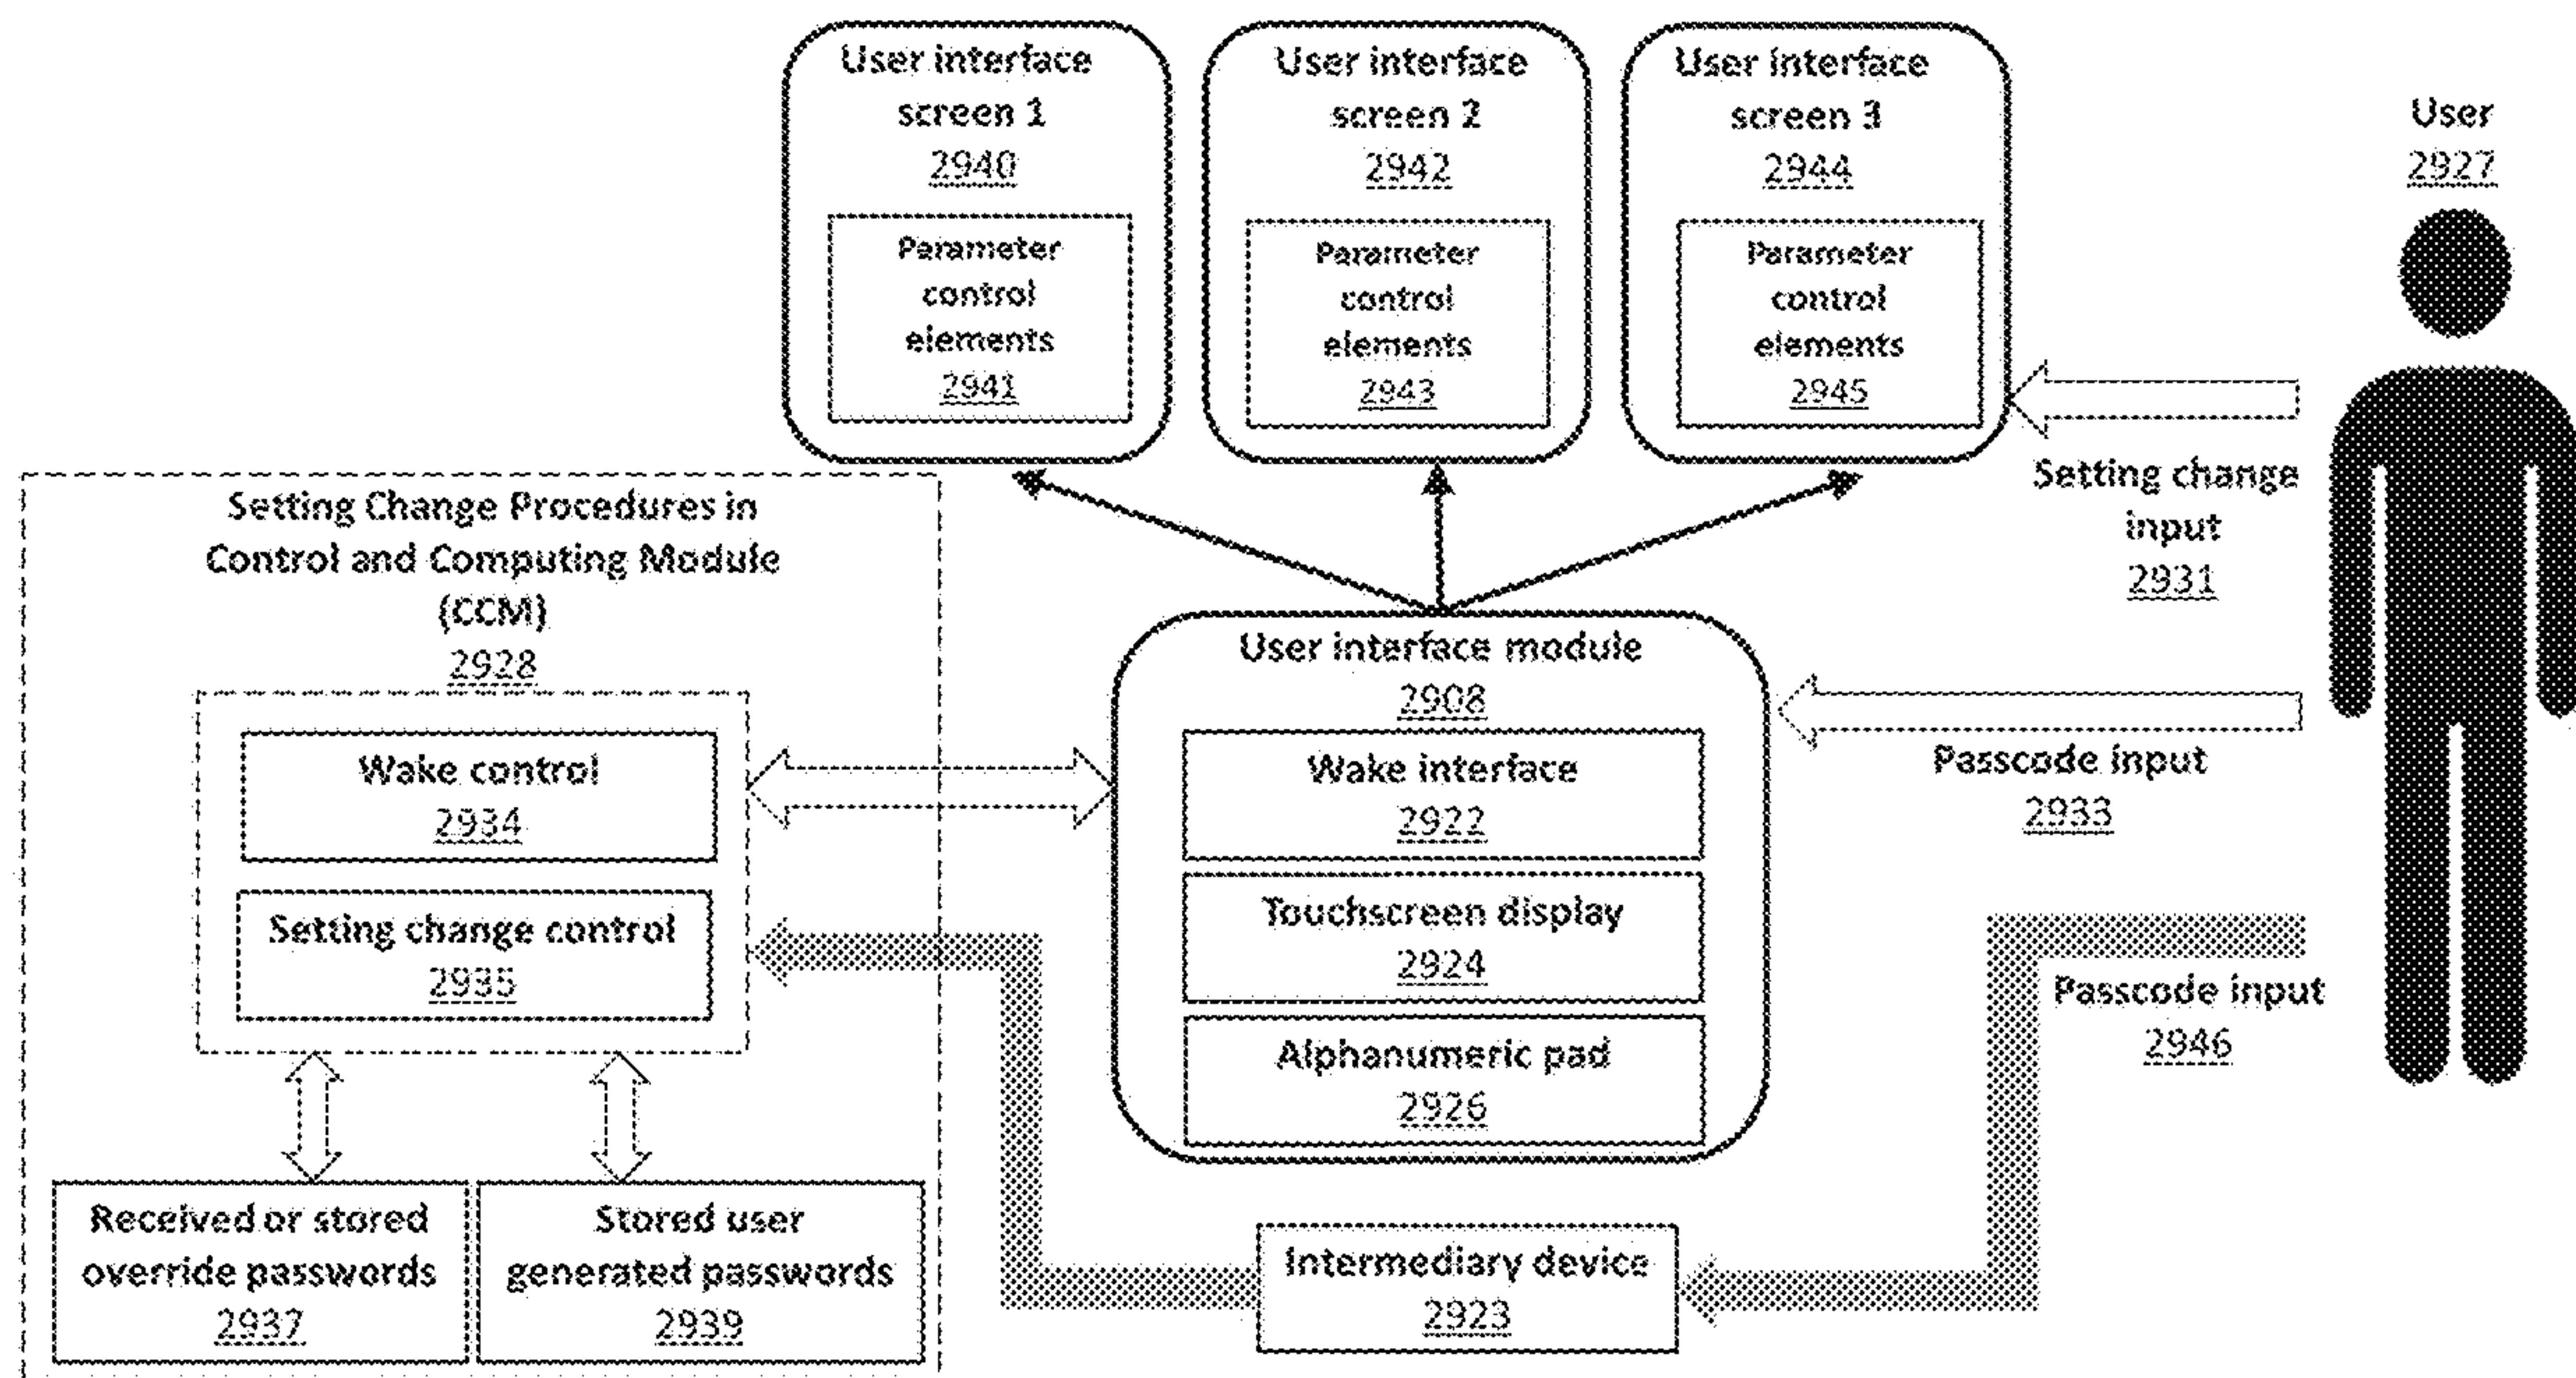 User interface
screen 1
2940
Parameter
control
elements
2941
User interface
screen 2
2942
Parameter
control
elements
2943
User interface
screen 3
2944
Parameter
control
elements
2945
User
2927
Setting change
input
2931
Setting Change Procedures in
Control and Computing Module
(CCM)
2928
Wake control
2934
Setting change control
2935
Received or stored
override passwords
2937
Stored user
generated passwords
2939
User interface module
2908
Wake interface
2922
Touchscreen display
2924
Alphanumeric pad
2926
Passcode input
2933
Passcode input
2946
Intermediary device
2923